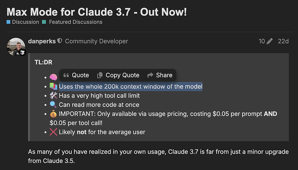 Max Mode for Claude 3.7 - Out Now!
Discussion Featured Discussions
danperks Community Developer 10 22d
TL:DR
Quote Copy Quote Share
Uses the whole 200k context window of the model
Has a very high tool call limit
Can read more code at once
IMPORTANT: Only available via usage pricing, costing $0.05 per prompt AND
$0.05 per tool call!
Likely not for the average user
As many of you have realized in your own usage, Claude 3.7 is far from just a minor upgrade
from Claude 3.5.